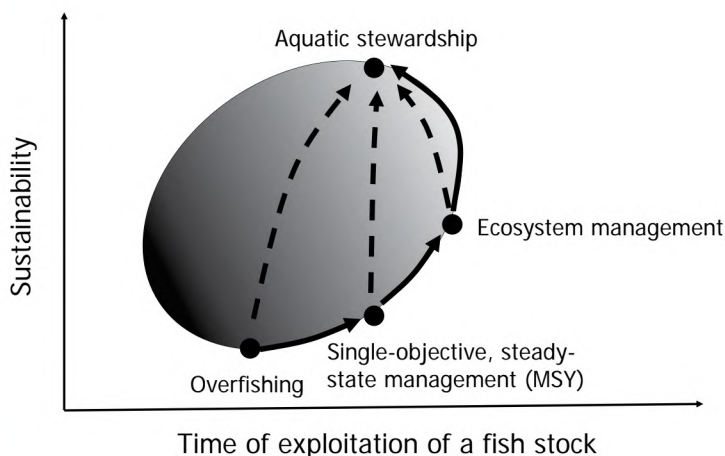 Aquatic stewardship
Sustainability
Ecosystem management
Single-objective, steady-
state management (MSY)
Overfishing
Time of exploitation of a fish stock